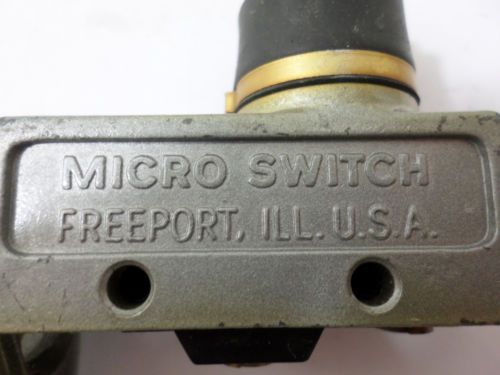 MICRO SWITCH
FREEPORT, ILL. U.S.A.